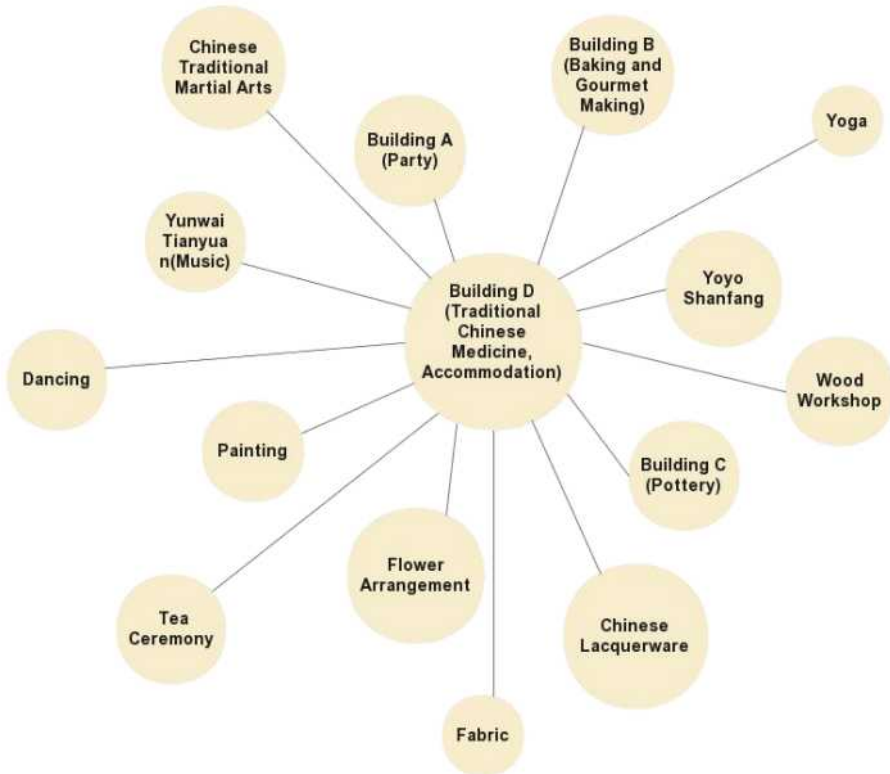 Chinese
Traditional
Martial Arts
Building B
(Baking and
Gourmet
Making)
Yoga
Building A
(Party)
Yunwai
Tianyua
n(Music)
Yoyo
Shanfang
Building D
(Traditional
Chinese
Medicine,
Accommodation)
Dancing
Wood
Workshop
Painting
Building C
(Pottery)
Flower
Arrangement
Tea
Ceremony
Chinese
Lacquerware
Fabric